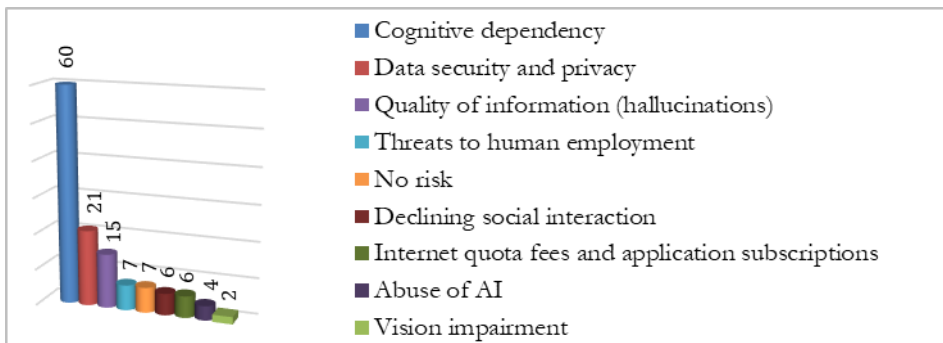 60
21
15
7
7
6
6
4
2
Cognitive dependency
Data security and privacy
Quality of information (hallucinations)
Threats to human employment
No risk
Declining social interaction
Internet quota fees and application subscriptions
Abuse of AI
Vision impairment